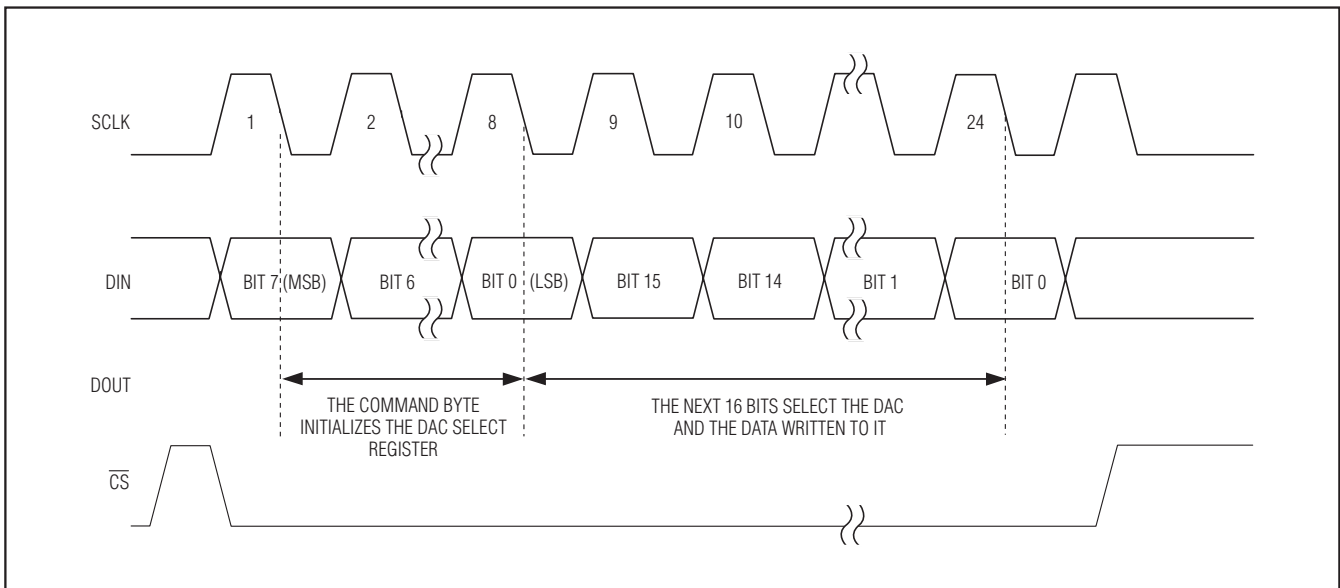 SCLK
1
2
8
9
10
24
DIN
BIT 7 (MSB)
BIT 6
BIT 0 (LSB)
BIT 15
BIT 14
BIT 1
BIT 0
DOUT
THE COMMAND BYTE
INITIALIZES THE DAC SELECT
REGISTER
THE NEXT 16 BITS SELECT THE DAC
AND THE DATA WRITTEN TO IT
CS